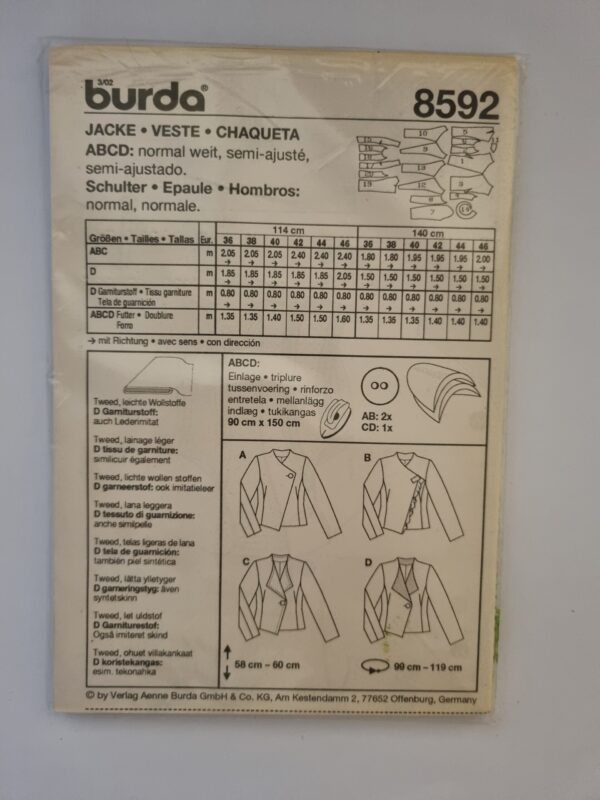 3/02
burda®
8592
JACKE • VESTE • CHAQUETA
ABCD: normal weit, semi-ajusté,
semi-ajustado.
Schulter • Epaule • Hombros:
normal, normale.
114 cm 140 cm
Größen • Tailles • Tallas Eur. 36 38 40 42 44 46 36 38 40 42 44 46
ABC m 2.05 2.05 2.05 2.40 2.40 2.40 1.80 1.80 1.95 1.95 1.95 2.00
→ → → → → → → → → → → →
D m 1.85 1.85 1.85 1.85 1.85 2.05 1.50 1.50 1.50 1.50 1.50 1.50
→ → → → → → → → → → → →
D Garniturstoff • Tissu garniture m 0.80 0.80 0.80 0.80 0.80 0.80 0.80 0.80 0.80 0.80 0.80 0.80
Tela de guarnición → → → → → → → → → → → →
ABCD Futter • Doublure m 1.35 1.35 1.40 1.50 1.50 1.60 1.35 1.35 1.35 1.40 1.40 1.40
Forro
→ mit Richtung • avec sens • con dirección
Tweed, leichte Wollstoffe
D Garniturstoff:
auch Lederimitat
Tweed, lainage léger
D tissu de garniture:
similicuir également
Tweed, lichte wollen stoffen
D garneerstof: ook imitatieleer
Tweed, lana leggera
D tessuto di guarnizione:
anche similpelle
Tweed, telas ligeras de lana
D tela de guarnición:
también piel sintética
Tweed, lätta ylletyger
D garneringstyg: även
syntetskinn
Tweed, let uldstof
D Garniturestof:
Også imiteret skind
Tweed, ohuet villakankaat
D koristekangas:
esim. tekonahka
ABCD:
Einlage • triplure
tussenvoering • rinforzo
entretela • mellanlägg
indlæg • tukikangas
90 cm x 150 cm
AB: 2x
CD: 1x
A
B
C
D
58 cm – 60 cm
99 cm – 119 cm
© by Verlag Aenne Burda GmbH & Co. KG, Am Kestendamm 2, 77652 Offenburg, Germany